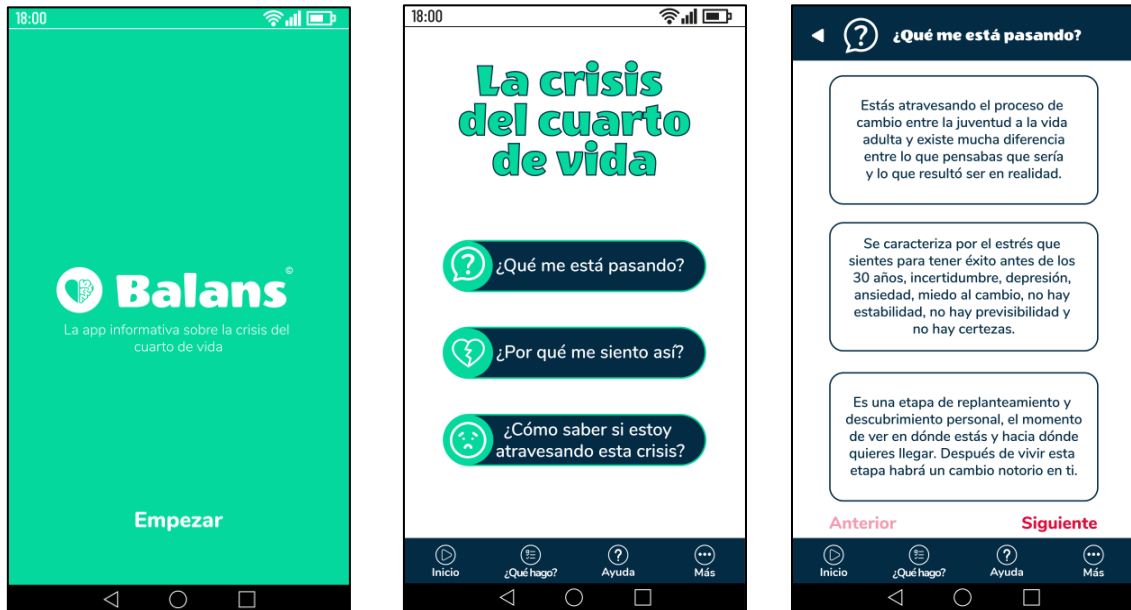 18:00
Balans©
La app informativa sobre la crisis del
cuarto de vida
Empezar
18:00
La crisis
del cuarto
de vida
¿Qué me está pasando?
¿Por qué me siento así?
¿Cómo saber si estoy
atravesando esta crisis?
Inicio
¿Qué hago?
Ayuda
Más
¿Qué me está pasando?
Estás atravesando el proceso de
cambio entre la juventud a la vida
adulta y existe mucha diferencia
entre lo que pensabas que sería
y lo que resultó ser en realidad.
Se caracteriza por el estrés que
sientes para tener éxito antes de los
30 años, incertidumbre, depresión,
ansiedad, miedo al cambio, no hay
estabilidad, no hay previsibilidad y
no hay certezas.
Es una etapa de replanteamiento y
descubrimiento personal, el momento
de ver en dónde estás y hacia dónde
quieres llegar. Después de vivir esta
etapa habrá un cambio notorio en ti.
Anterior
Siguiente
Inicio
¿Qué hago?
Ayuda
Más